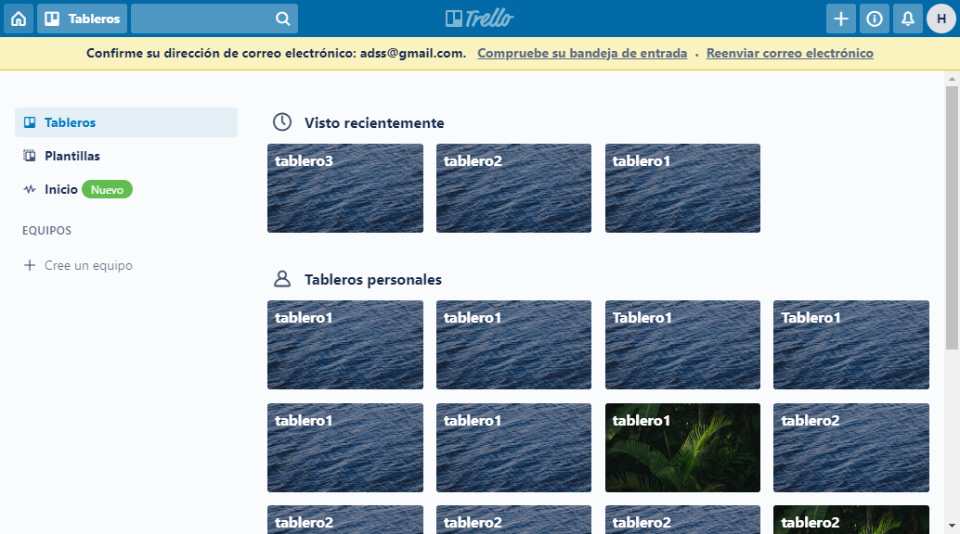 Tableros
Trello
H
Confirme su dirección de correo electrónico: adss@gmail.com. Compruebe su bandeja de entrada · Reenviar correo electrónico
Tableros
Plantillas
Inicio Nuevo
EQUIPOS
Cree un equipo
Visto recientemente
tablero3 tablero2 tablero1
Tableros personales
tablero1 tablero1 Tablero1 Tablero1
tablero1 tablero1 tablero1 tablero2
tablero2 tablero2 tablero2 tablero2